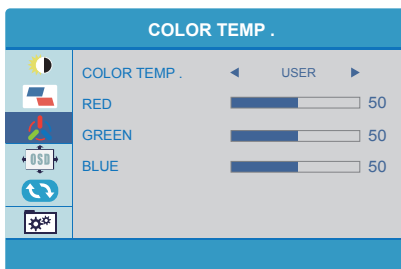 COLOR TEMP .
COLOR TEMP . USER
RED 50
GREEN 50
OSD
BLUE 50